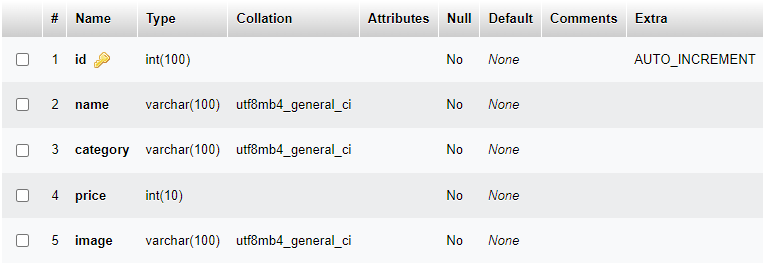 # Name Type Collation Attributes Null Default Comments Extra
1 id int(100) No None AUTO_INCREMENT
2 name varchar(100) utf8mb4_general_ci No None
3 category varchar(100) utf8mb4_general_ci No None
4 price int(10) No None
5 image varchar(100) utf8mb4_general_ci No None